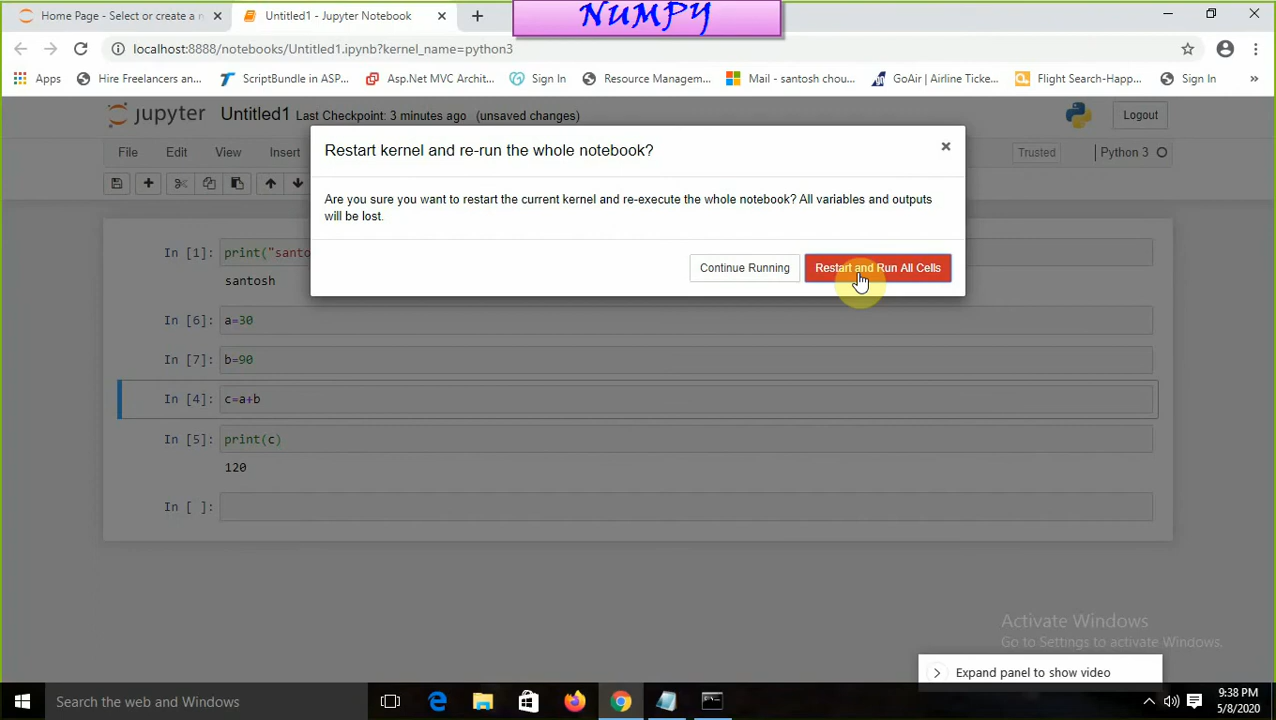 NUMPY
Home Page - Select or create a n
Untitled1 - Jupyter Notebook
localhost:8888/notebooks/Untitled1.ipynb?kernel_name=python3
Apps
Hire Freelancers an...
ScriptBundle in ASP...
Asp.Net MVC Archit...
Sign In
Resource Managem...
Mail - santosh chou...
GoAir | Airline Ticke...
Flight Search-Happ...
Sign In
»
jupyter Untitled1 Last Checkpoint: 3 minutes ago (unsaved changes)
Logout
File Edit View Insert
Trusted
Python 3
Restart kernel and re-run the whole notebook?
Are you sure you want to restart the current kernel and re-execute the whole notebook? All variables and outputs
will be lost.
Continue Running
Restart and Run All Cells
In [1]: print("santo
santosh
In [6]: a=30
In [7]: b=90
In [4]: c=a+b
In [5]: print(c)
120
In [ ]:
Activate Windows
Go to Settings to activate Windows.
Expand panel to show video
Search the web and Windows
9:38 PM
5/8/2020